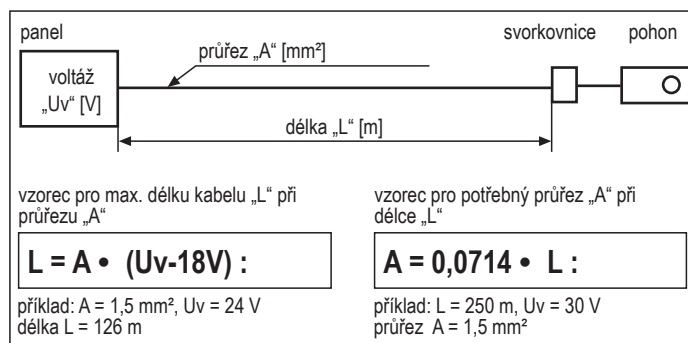 panel
svorkovnice
pohon
průřez „A“ [mm²]
voltáž
„Uv“ [V]
délka „L“ [m]
vzorec pro max. délku kabelu „L“ při
průřezu „A“
L = A • (Uv-18V) :
příklad: A = 1,5 mm², Uv = 24 V
délka L = 126 m
vzorec pro potřebný průřez „A“ při
délce „L“
A = 0,0714 • L :
příklad: L = 250 m, Uv = 30 V
průřez A = 1,5 mm²